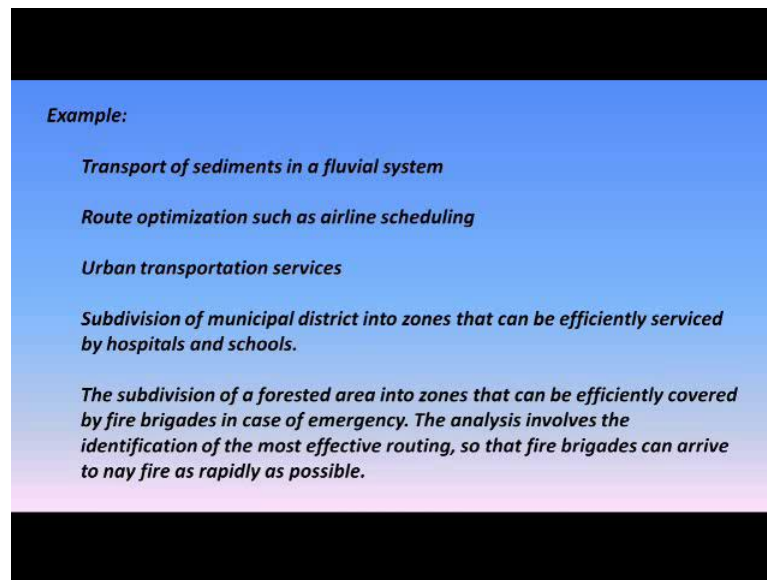 Example:
Transport of sediments in a fluvial system
Route optimization such as airline scheduling
Urban transportation services
Subdivision of municipal district into zones that can be efficiently serviced
by hospitals and schools.
The subdivision of a forested area into zones that can be efficiently covered
by fire brigades in case of emergency. The analysis involves the
identification of the most effective routing, so that fire brigades can arrive
to nay fire as rapidly as possible.